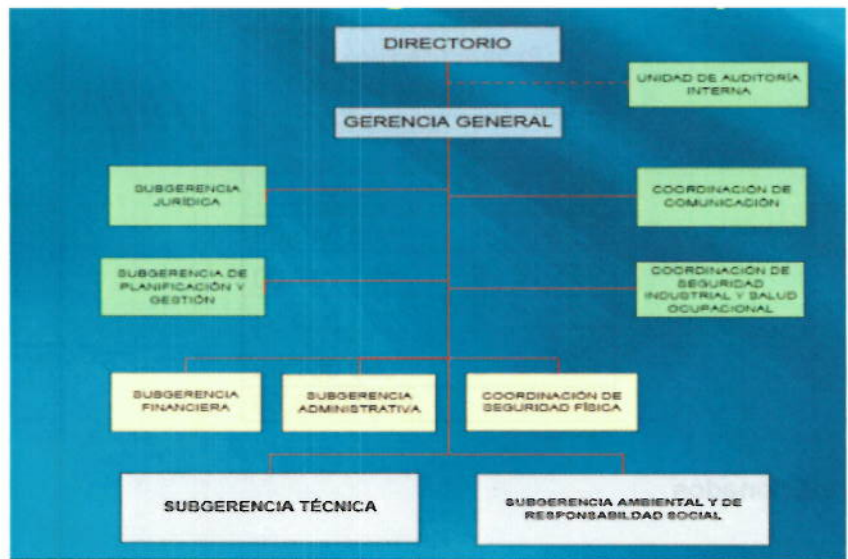 DIRECTORIO
UNIDAD DE AUDITORÍA
INTERNA
GERENCIA GENERAL
SUBGERENCIA
JURÍDICA
COORDINACIÓN DE
COMUNICACIÓN
SUBGERENCIA DE
PLANIFICACIÓN Y
GESTIÓN
COORDINACIÓN DE
SEGURIDAD
INDUSTRIAL Y SALUD
OCUPACIONAL
SUBGERENCIA
FINANCIERA
SUBGERENCIA
ADMINISTRATIVA
COORDINACIÓN DE
SEGURIDAD FÍSICA
SUBGERENCIA TÉCNICA
SUBGERENCIA AMBIENTAL Y DE
RESPONSABILDAD SOCIAL